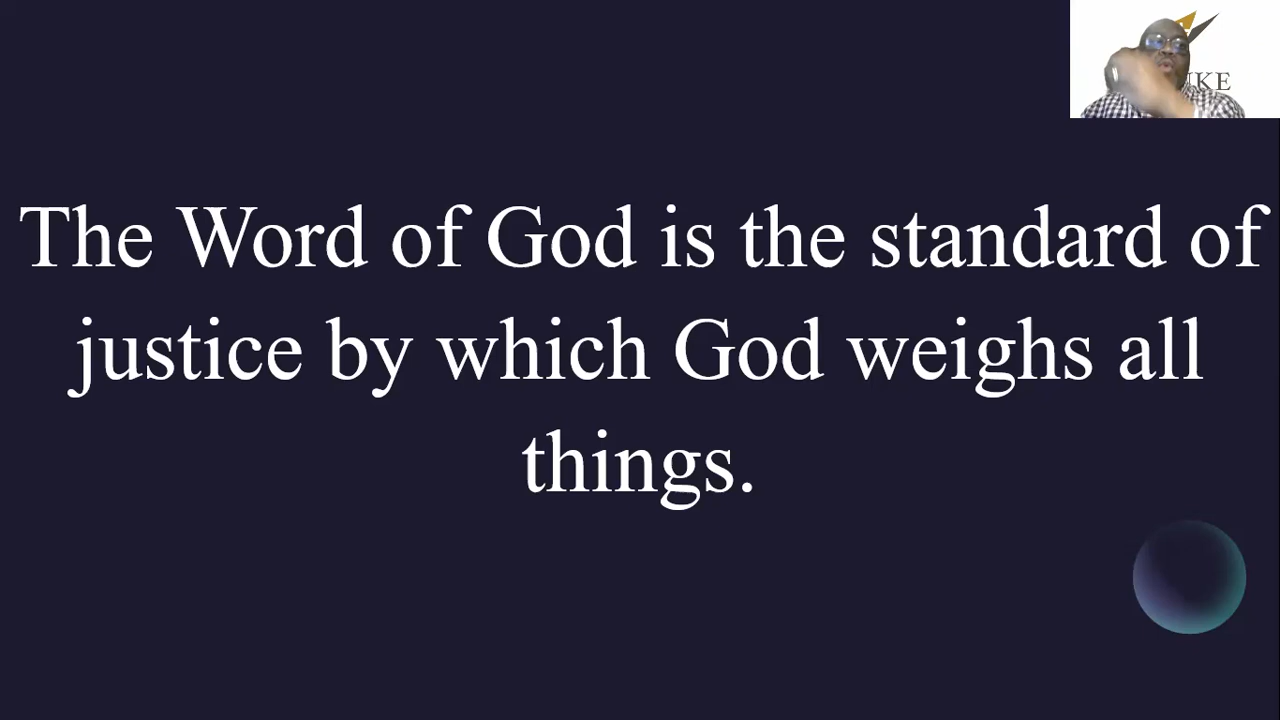 The Word of God is the standard of
justice by which God weighs all
things.